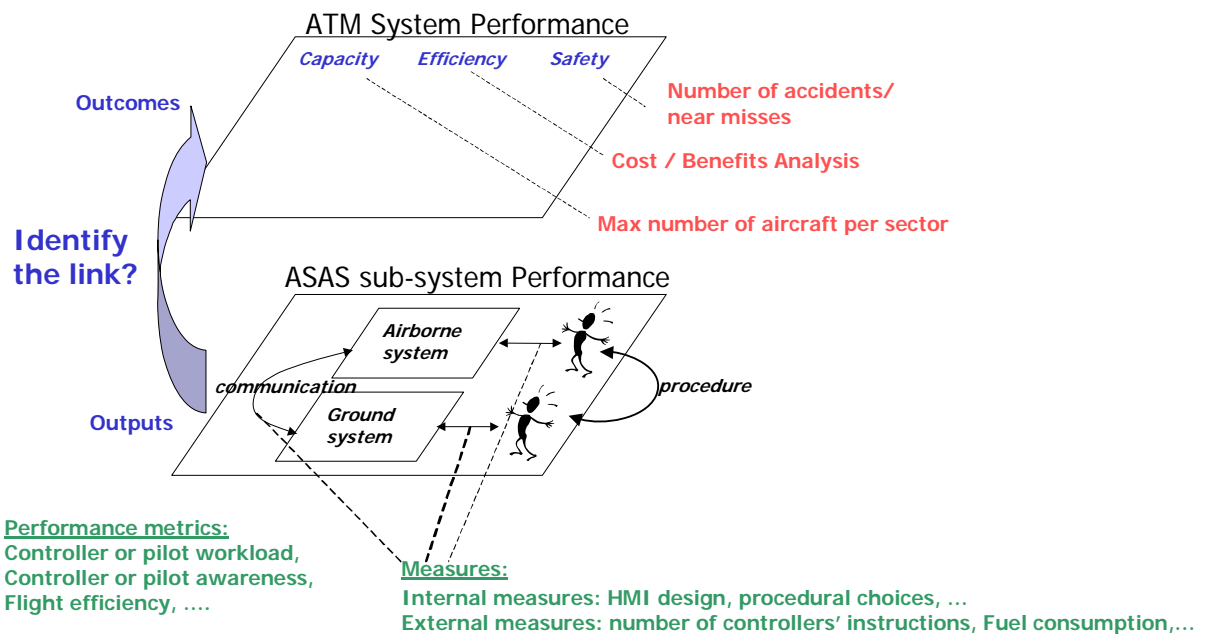 ATM System Performance
Capacity Efficiency Safety
Outcomes
Number of accidents/
near misses
Cost / Benefits Analysis
Max number of aircraft per sector
Identify
the link?
ASAS sub-system Performance
Airborne
system
communication
procedure
Ground
system
Outputs
Performance metrics:
Controller or pilot workload,
Controller or pilot awareness,
Flight efficiency, ....
Measures:
Internal measures: HMI design, procedural choices, ...
External measures: number of controllers' instructions, Fuel consumption,...